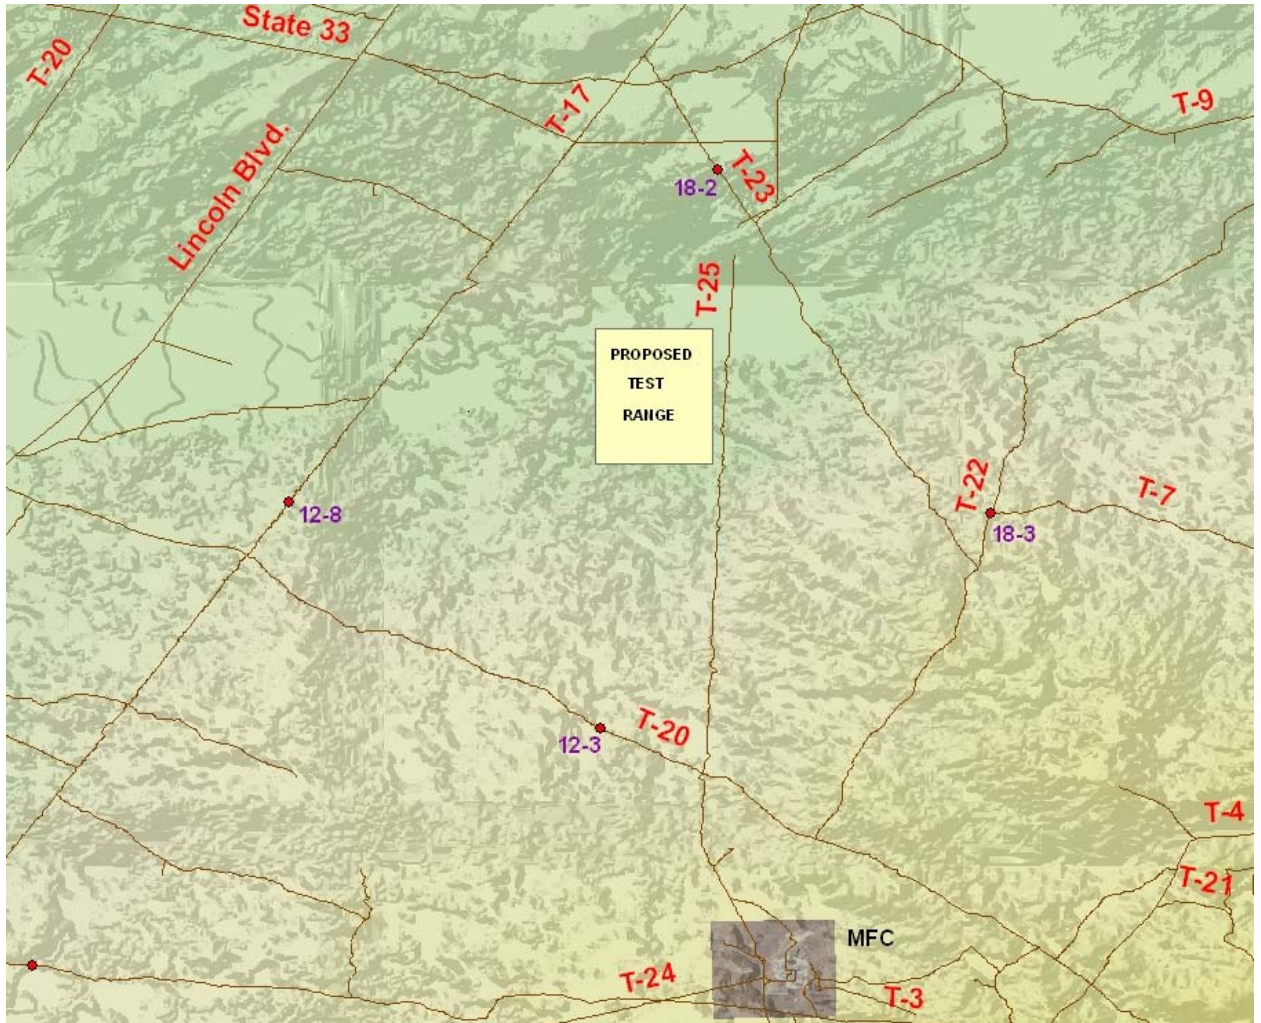 State 33
T-20
T-17
T-9
Lincoln Blvd.
18-2
T-23
T-25
PROPOSED
TEST
RANGE
T-22
T-7
12-8
18-3
T-20
12-3
T-4
T-21
MFC
T-24
T-3